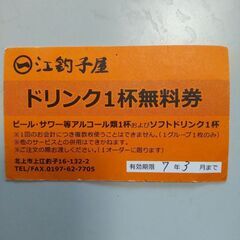 江釣子屋
ドリンク1杯無料券
ビール・サワー等アルコール類1杯およびソフトドリンク1杯
※1回のお会計につき複数枚使うことはできません。(1グループ1枚のみ)
※他のサービスとの併用はできかねます。
※ご注文の際お渡しください。(1オーダーに限ります)
北上市上江釣子16-132-2
TEL/FAX.0197-62-7705
有効期限 7年3月まで